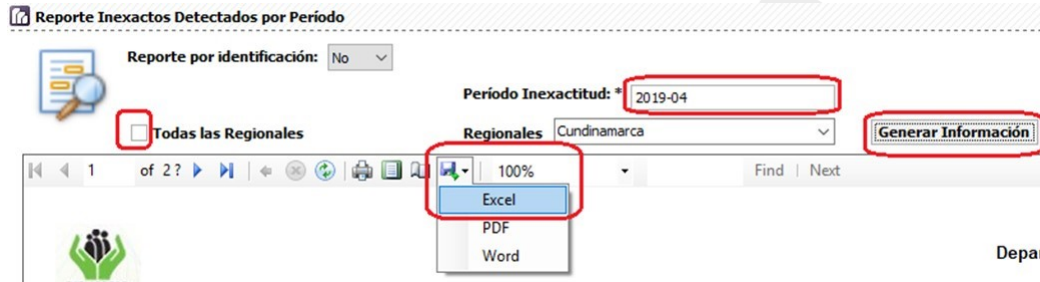 Reporte Inexactos Detectados por Período
Reporte por identificación: No
Período Inexactitud: * 2019-04
Todas las Regionales Regionales Cundinamarca Generar Información
1 of 2 ? 100% Find | Next
Excel
PDF
Word